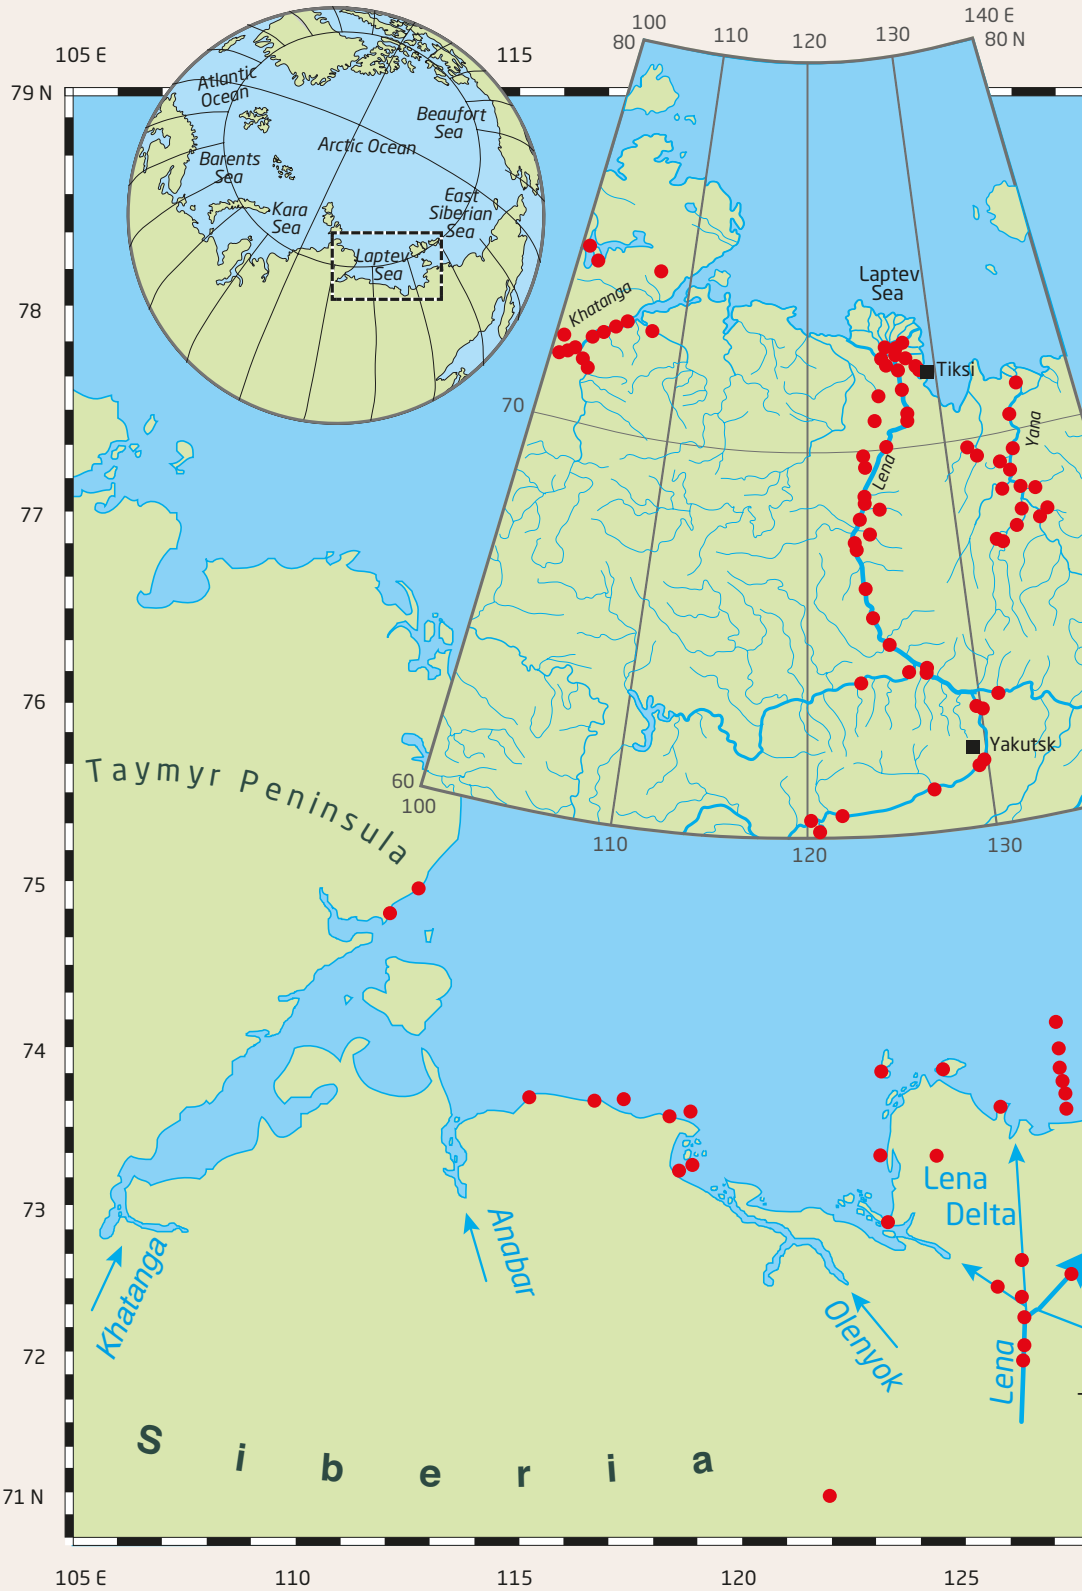 105 E
115
100
110
120
130
140 E
80
80 N
79 N
78
77
76
75
74
73
72
71 N
105 E
110
115
120
125
Atlantic
Ocean
Beaufort
Sea
Arctic Ocean
Barents
Sea
Kara
Sea
East
Siberian
Sea
Laptev
Sea
Khatanga
Laptev
Sea
Tiksi
70
Yana
Lena
Yakutsk
60
100
110
120
130
Taymyr Peninsula
Lena
Delta
Khatanga
Anabar
Olenyok
Lena
Siberia